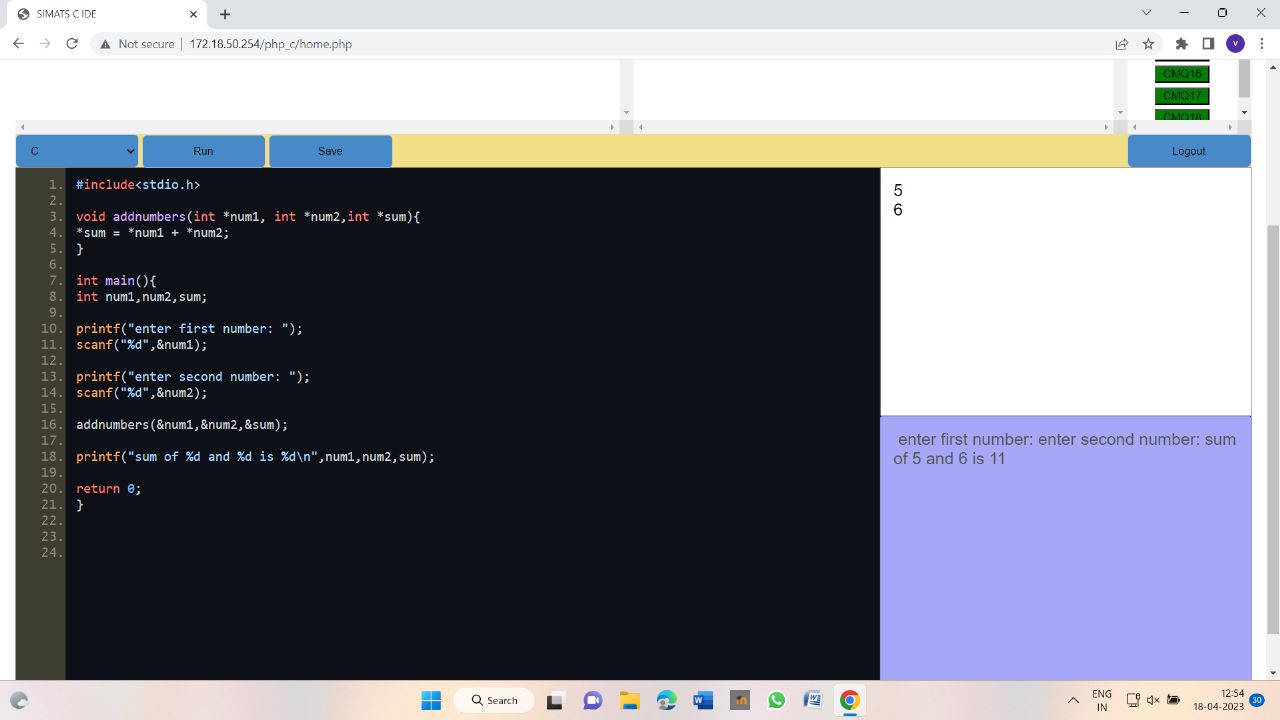 SIMATS C IDE
Not secure | 172.18.50.254/php_c/home.php
V
CMQ16
CMQ17
CMQ18
C Run Save Logout
1. #include<stdio.h>
2.
3. void addnumbers(int *num1, int *num2,int *sum){
4. *sum = *num1 + *num2;
5. }
6.
7. int main(){
8. int num1,num2,sum;
9.
10. printf("enter first number: ");
11. scanf("%d",&num1);
12.
13. printf("enter second number: ");
14. scanf("%d",&num2);
15.
16. addnumbers(&num1,&num2,&sum);
17.
18. printf("sum of %d and %d is %d\n",num1,num2,sum);
19.
20. return 0;
21. }
22.
23.
24.
5
6
enter first number: enter second number: sum
of 5 and 6 is 11
Search
ENG
IN
12:54
18-04-2023
30